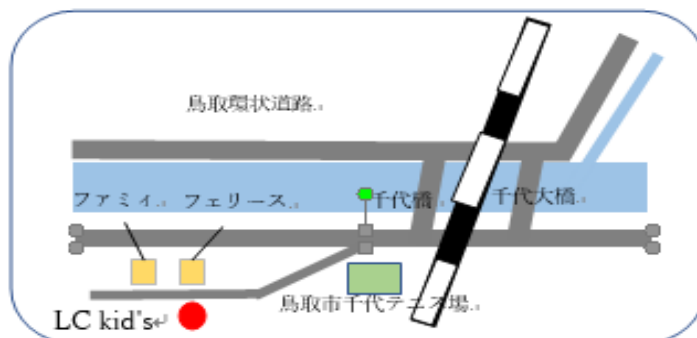 鳥取環状道路
ファミィ
フェリース
千代橋
千代大橋
鳥取市千代テニス場
LC kid's